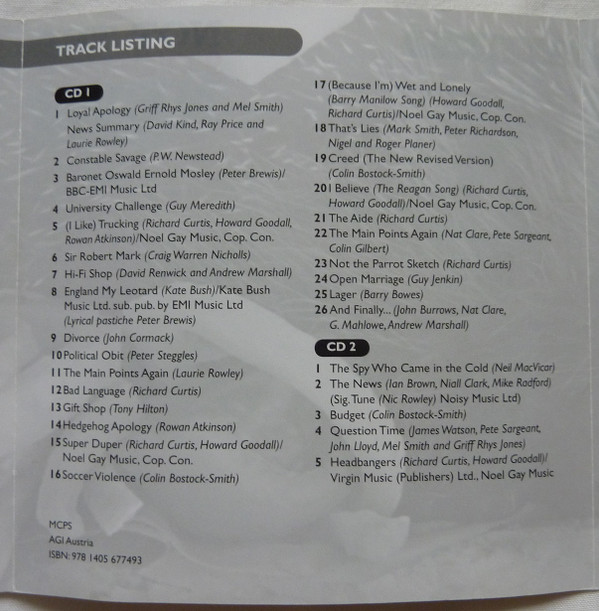 TRACK LISTING
CD 1
1 Loyal Apology (Griff Rhys Jones and Mel Smith)
News Summary (David Kind, Ray Price and
Laurie Rowley)
2 Constable Savage (P.W. Newstead)
3 Baronet Oswald Ernold Mosley (Peter Brewis)/
BBC-EMI Music Ltd
4 University Challenge (Guy Meredith)
5 (I Like) Trucking (Richard Curtis, Howard Goodall,
Rowan Atkinson)/Noel Gay Music, Cop. Con.
6 Sir Robert Mark (Craig Warren Nicholls)
7 Hi-Fi Shop (David Renwick and Andrew Marshall)
8 England My Leotard (Kate Bush)/Kate Bush
Music Ltd. sub. pub. by EMI Music Ltd
(Lyrical pastiche Peter Brewis)
9 Divorce (John Cormack)
10 Political Obit (Peter Steggles)
11 The Main Points Again (Laurie Rowley)
12 Bad Language (Richard Curtis)
13 Gift Shop (Tony Hilton)
14 Hedgehog Apology (Rowan Atkinson)
15 Super Duper (Richard Curtis, Howard Goodall)/
Noel Gay Music, Cop. Con.
16 Soccer Violence (Colin Bostock-Smith)
MCPS
AGI Austria
ISBN: 978 1405 677493
17 (Because I'm) Wet and Lonely
(Barry Manilow Song) (Howard Goodall,
Richard Curtis)/Noel Gay Music, Cop. Con.
18 That's Lies (Mark Smith, Peter Richardson,
Nigel and Roger Planer)
19 Creed (The New Revised Version)
(Colin Bostock-Smith)
20 I Believe (The Reagan Song) (Richard Curtis,
Howard Goodall)/Noel Gay Music, Cop. Con.
21 The Aide (Richard Curtis)
22 The Main Points Again (Nat Clare, Pete Sargeant,
Colin Gilbert)
23 Not the Parrot Sketch (Richard Curtis)
24 Open Marriage (Guy Jenkin)
25 Lager (Barry Bowes)
26 And Finally... (John Burrows, Nat Clare,
G. Mahlowe, Andrew Marshall)
CD 2
1 The Spy Who Came in the Cold (Neil MacVicar)
2 The News (Ian Brown, Niall Clark, Mike Radford)
(Sig. Tune (Nic Rowley) Noisy Music Ltd)
3 Budget (Colin Bostock-Smith)
4 Question Time (James Watson, Pete Sargeant,
John Lloyd, Mel Smith and Griff Rhys Jones)
5 Headbangers (Richard Curtis, Howard Goodall)/
Virgin Music (Publishers) Ltd., Noel Gay Music